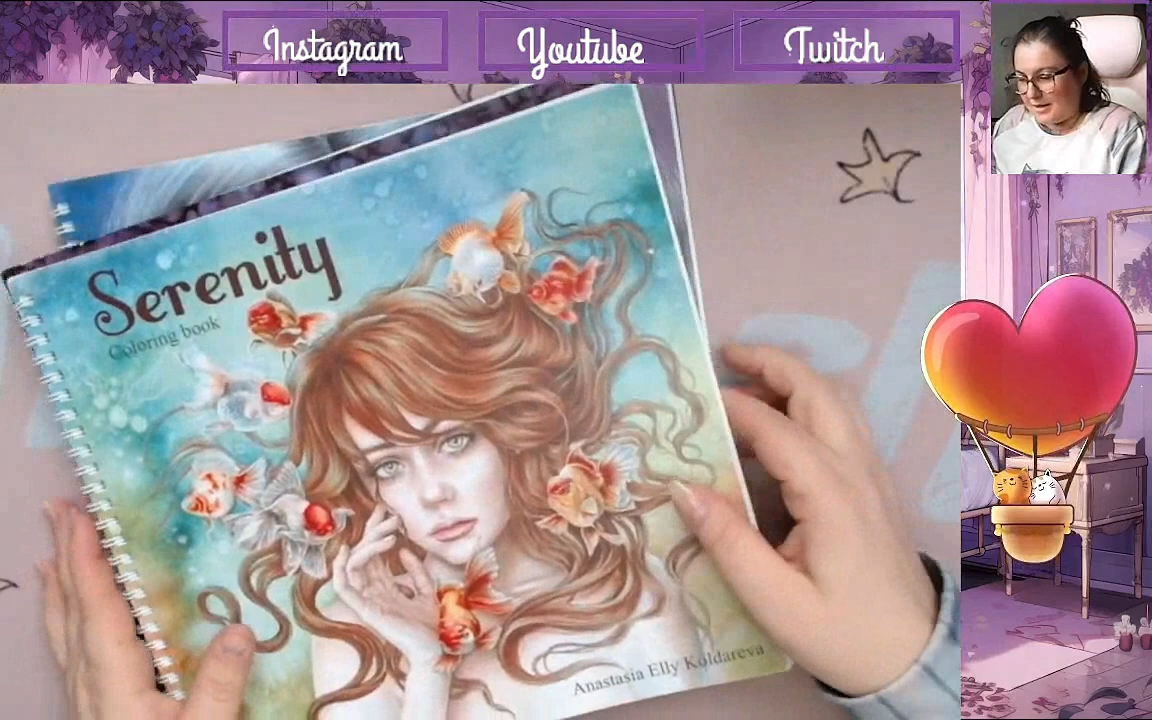 Instagram
Youtube
Twitch
Serenity
Coloring book
Anastasia Elly Koldareva